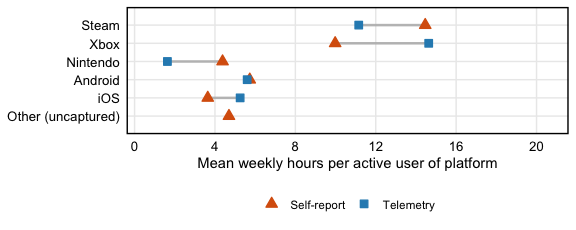 Steam
Xbox
Nintendo
Android
iOS
Other (uncaptured)
0 4 8 12 16 20
Mean weekly hours per active user of platform
Self-report Telemetry